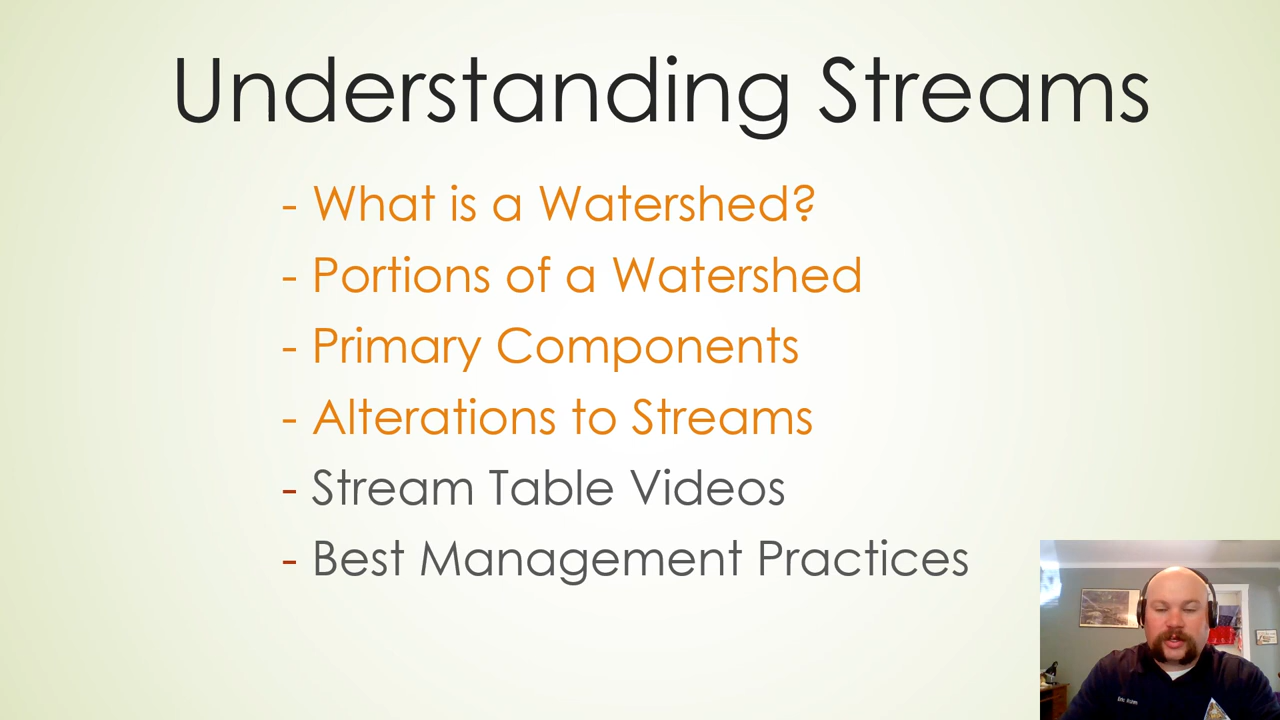 Understanding Streams
- What is a Watershed?
- Portions of a Watershed
- Primary Components
- Alterations to Streams
- Stream Table Videos
- Best Management Practices
Eric